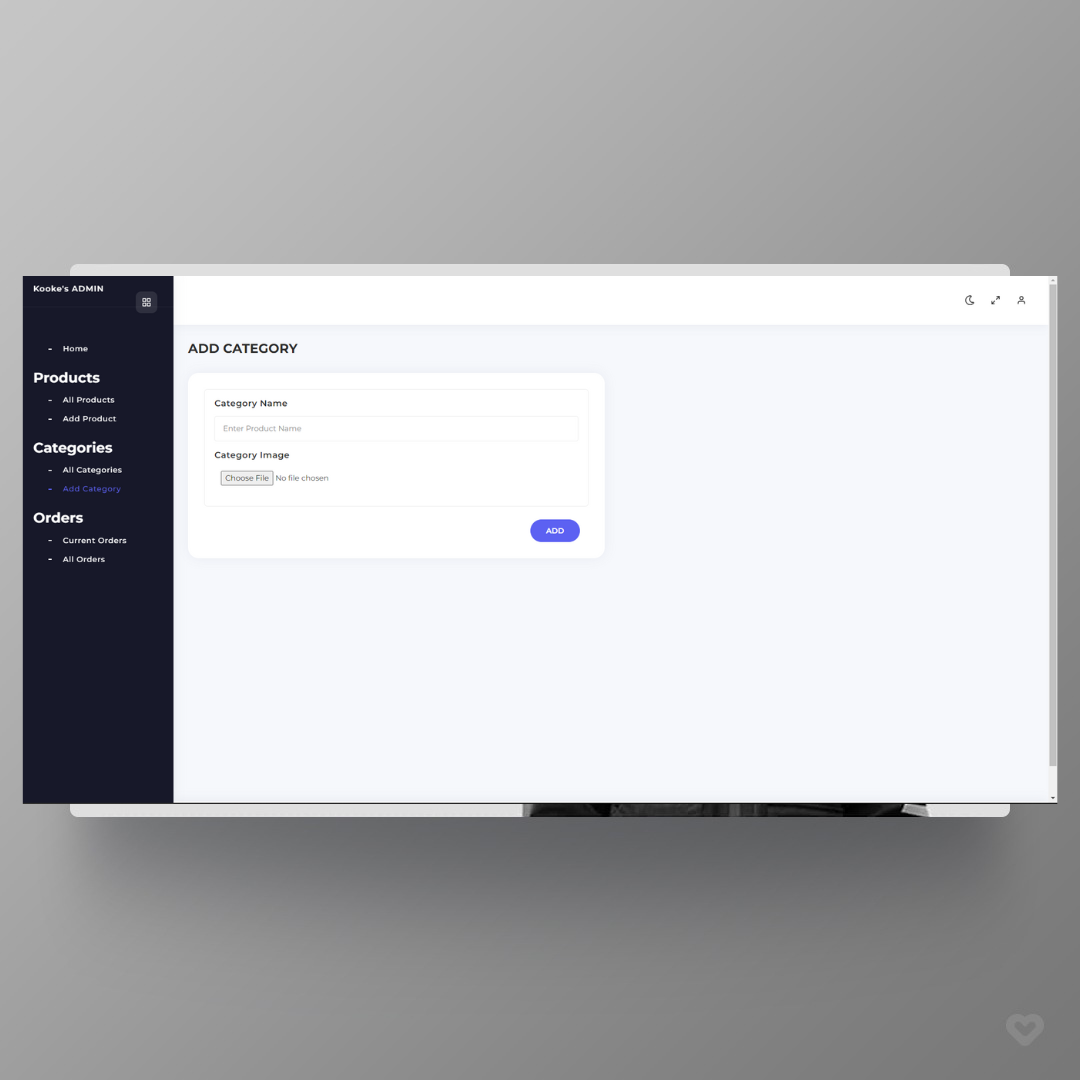 Kooke's ADMIN
- Home
Products
- All Products
- Add Product
Categories
- All Categories
- Add Category
Orders
- Current Orders
- All Orders
ADD CATEGORY
Category Name
Enter Product Name
Category Image
Choose File No file chosen
ADD